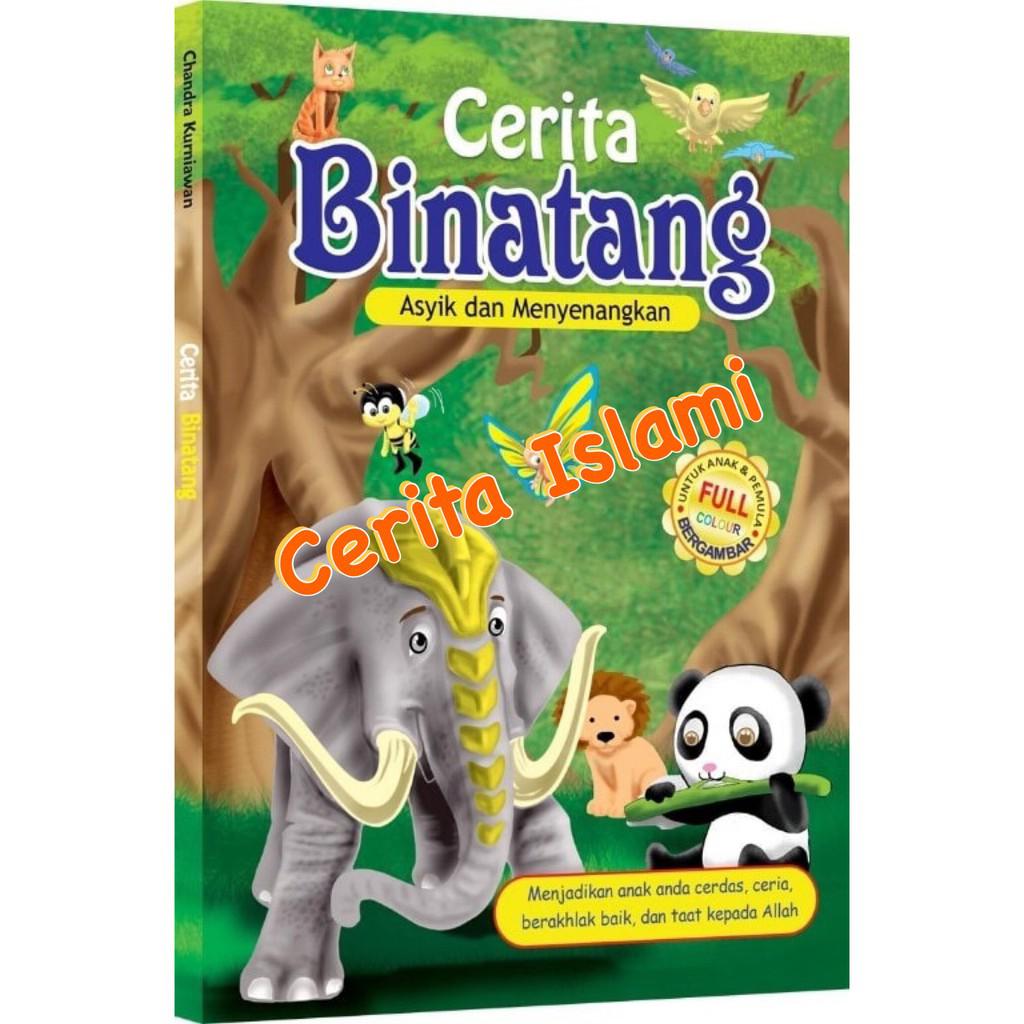 Chandra Kurniawan
Cerita Binatang
Cerita
Binatang
Asyik dan Menyenangkan
Cerita Islami
UNTUK ANAK & PEMULA
FULL
COLOUR
BERGAMBAR
Menjadikan anak anda cerdas, ceria,
berakhlak baik, dan taat kepada Allah